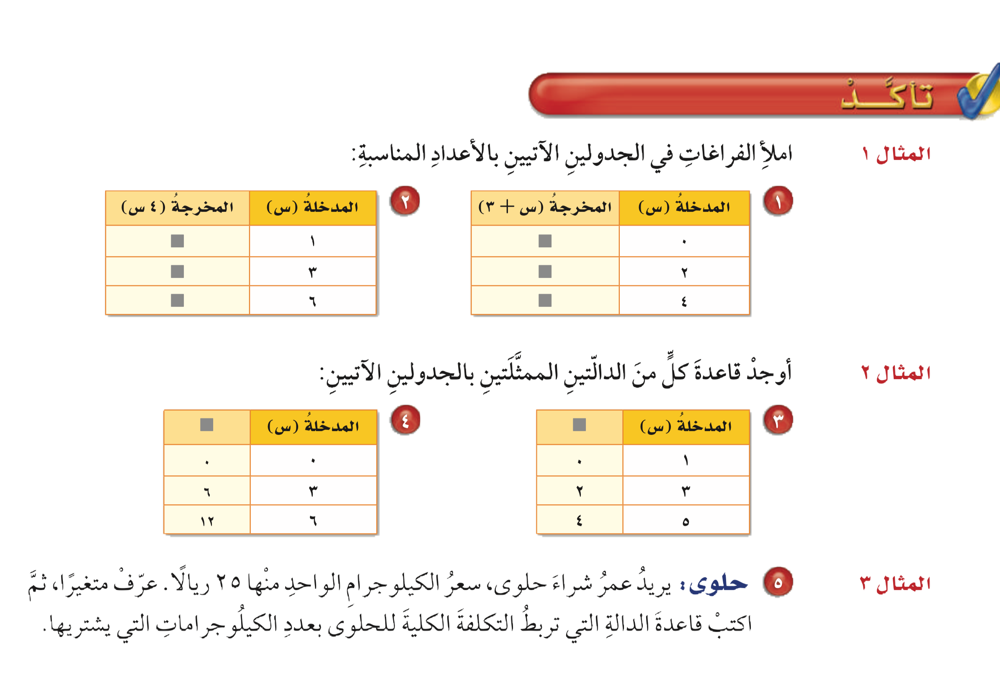 تأكَّـــدْ
المثال ١ املأِ الفراغاتِ في الجدولينِ الآتيينِ بالأعدادِ المناسبةِ:
١
المدخلةُ (س) المخرجةُ (س + ٣)
٠
٢
٤
٢
المدخلةُ (س) المخرجةُ (٤ س)
١
٣
٦
المثال ٢ أوجدْ قاعدةَ كلٍّ منَ الدالّتينِ الممثَّلَتينِ بالجدولينِ الآتيينِ:
٣
المدخلةُ (س)
١ ٠
٣ ٢
٥ ٤
٤
المدخلةُ (س)
٠ ٠
٣ ٦
٦ ١٢
المثال ٣ ٥ حلوى: يريدُ عمرُ شراءَ حلوى، سعرُ الكيلوجرامِ الواحدِ منْها ٢٥ ريالًا. عرّفْ متغيرًا، ثمَّ
اكتبْ قاعدةَ الدالةِ التي تربطُ التكلفةَ الكليةَ للحلوى بعددِ الكيلُوجراماتِ التي يشتريها.